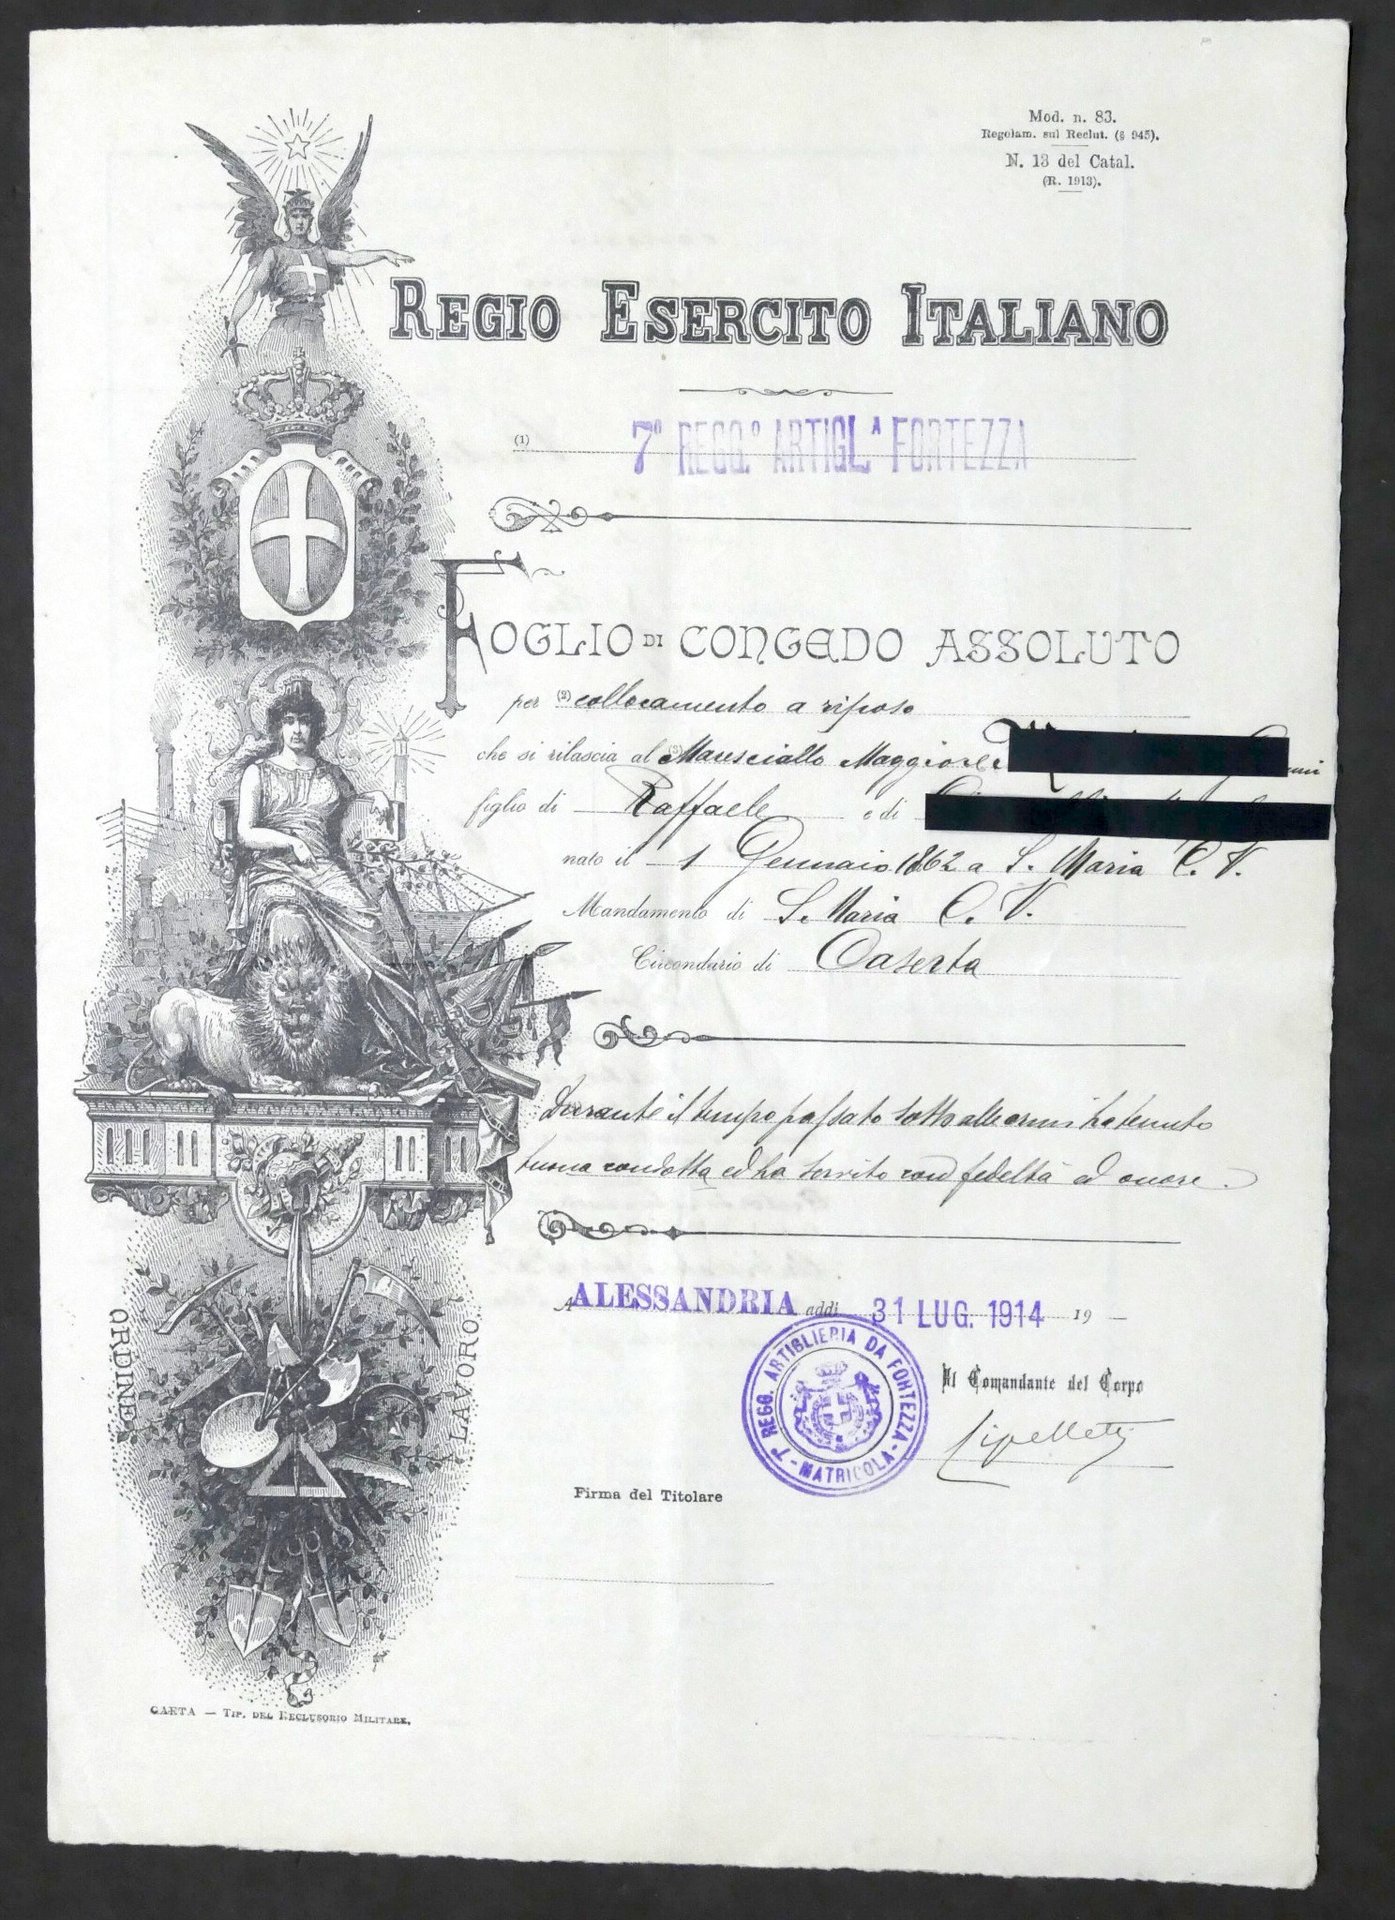 Mod. n. 83.
Regolam. sul Reclut. (§ 945).
N. 13 del Catal.
(R. 1913).
REGIO ESERCITO ITALIANO
(1) 7° REGG.° ARTIGL.A FORTEZZA
FOGLIO DI CONGEDO ASSOLUTO
per (2) collocamento a riposo
che si rilascia al (3) Maresciallo Maggiore
figlio di Raffaele e di
nato il 1 Gennaio 1862 a S. Maria C. V.
Mandamento di S. Maria C. V.
Circondario di Caserta
Durante il tempo passato sotto alle armi ha tenuto
buona condotta ed ha servito con fedeltà ed onore.
A ALESSANDRIA addì 31 LUG. 1914 19
7° REGG. ARTIGLIERIA DA FORTEZZA - MATRICOLA -
Il Comandante del Corpo
Firma del Titolare
ORDINE
LAVORO.
GAETA — TIP. DEL RECLUSORIO MILITARE.